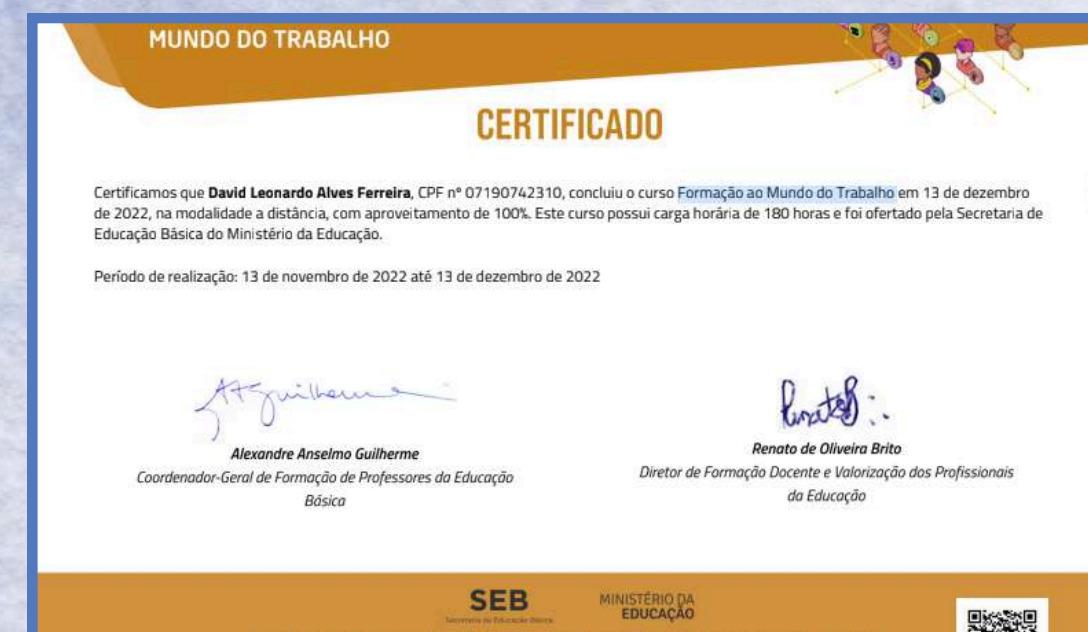 MUNDO DO TRABALHO
CERTIFICADO
Certificamos que David Leonardo Alves Ferreira, CPF nº 07190742310, concluiu o curso Formação ao Mundo do Trabalho em 13 de dezembro
de 2022, na modalidade a distância, com aproveitamento de 100%. Este curso possui carga horária de 180 horas e foi ofertado pela Secretaria de
Educação Básica do Ministério da Educação.
Período de realização: 13 de novembro de 2022 até 13 de dezembro de 2022
Alexandre Anselmo Guilherme
Coordenador-Geral de Formação de Professores da Educação
Básica
Renato de Oliveira Brito
Diretor de Formação Docente e Valorização dos Profissionais
da Educação
SEB
Secretaria de Educação Básica
MINISTÉRIO DA
EDUCAÇÃO